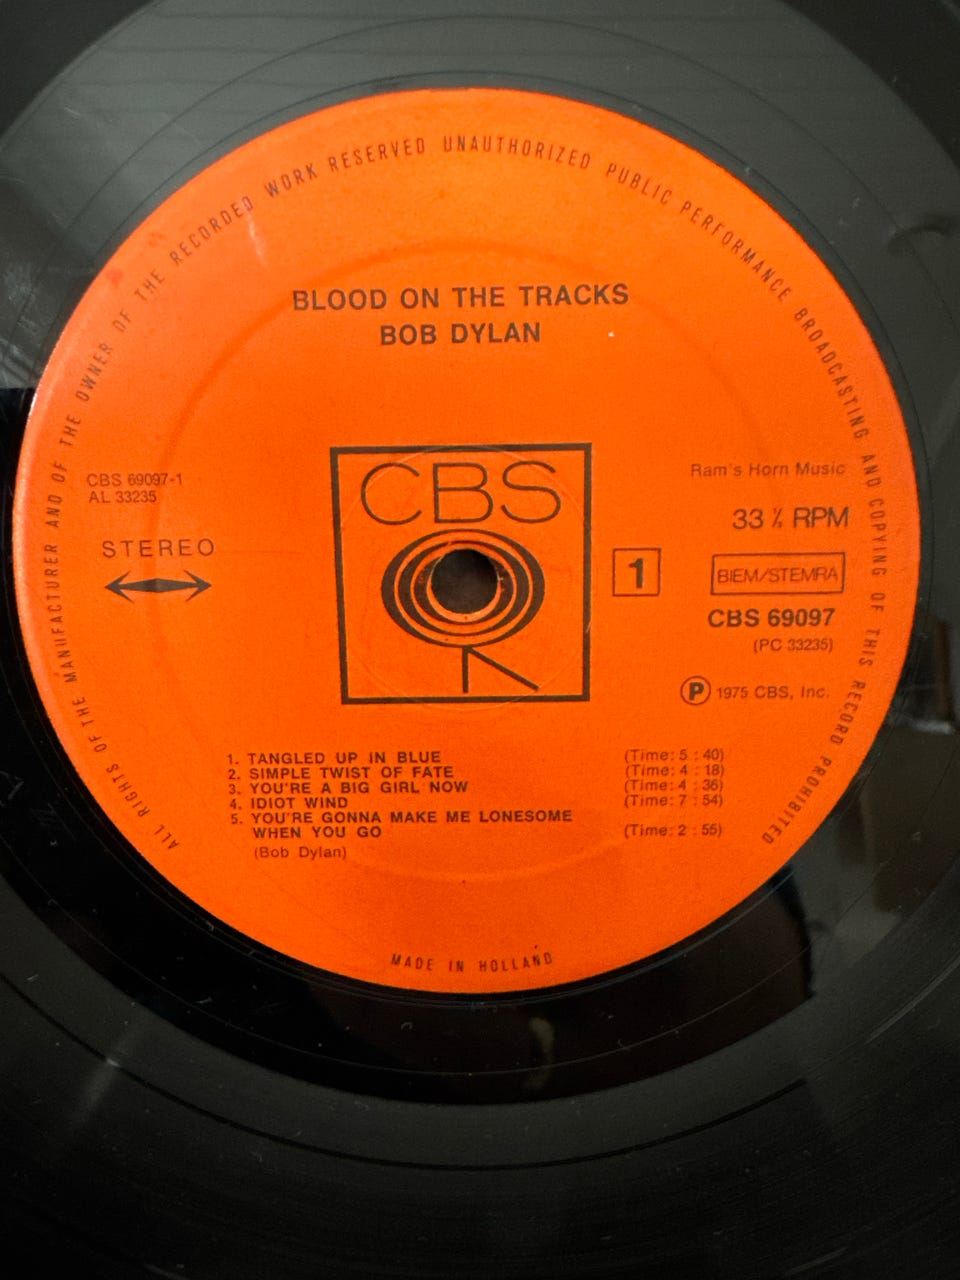 ALL RIGHTS OF THE MANUFACTURER AND OF THE OWNER OF THE RECORDED WORK RESERVED UNAUTHORIZED PUBLIC PERFORMANCE BROADCASTING AND COPYING OF THIS RECORD PROHIBITED
BLOOD ON THE TRACKS
BOB DYLAN
CBS
CBS 69097-1
AL 33235
STEREO
Ram's Horn Music
33 ⅓ RPM
1
BIEM/STEMRA
CBS 69097
(PC 33235)
Ⓟ 1975 CBS, Inc.
1. TANGLED UP IN BLUE (Time: 5 : 40)
2. SIMPLE TWIST OF FATE (Time: 4 : 18)
3. YOU'RE A BIG GIRL NOW (Time: 4 : 36)
4. IDIOT WIND (Time: 7 : 54)
5. YOU'RE GONNA MAKE ME LONESOME
WHEN YOU GO (Time: 2 : 55)
(Bob Dylan)
MADE IN HOLLAND